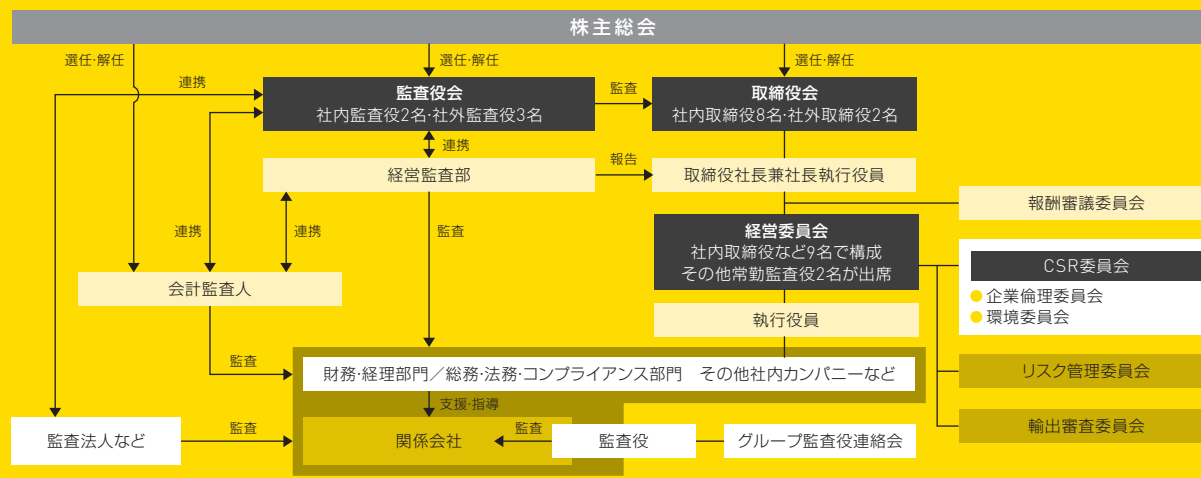 株主総会
選任・解任
選任・解任
選任・解任
連携
監査役会
社内監査役2名・社外監査役3名
監査
取締役会
社内取締役8名・社外取締役2名
連携
経営監査部
報告
取締役社長兼社長執行役員
報酬審議委員会
連携
連携
監査
経営委員会
社内取締役など9名で構成
その他常勤監査役2名が出席
CSR委員会
企業倫理委員会
環境委員会
会計監査人
執行役員
監査
財務・経理部門／総務・法務・コンプライアンス部門　その他社内カンパニーなど
リスク管理委員会
支援・指導
監査法人など
監査
関係会社
監査
監査役
グループ監査役連絡会
輸出審査委員会